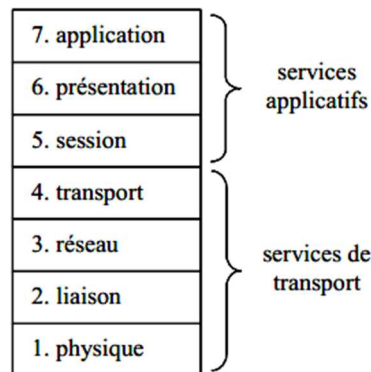 7. application
6. présentation
5. session
4. transport
3. réseau
2. liaison
1. physique
services
applicatifs
services de
transport